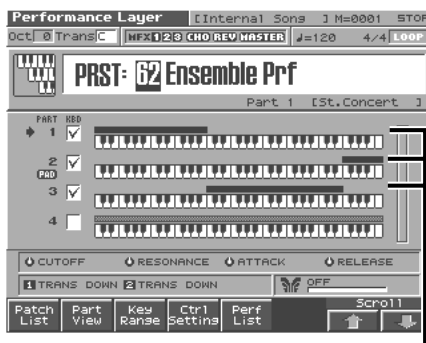 Performance Layer [Internal Song ] M=0001 STOP
Oct 0 Trans C MFX 1 2 3 CHO REV MASTER ♩=120 4/4 LOOP
PRST: 62 Ensemble Prf
Part 1 [St.Concert ]
PART KBD
1
2
PAD
3
4
CUTOFF RESONANCE ATTACK RELEASE
1 TRANS DOWN 2 TRANS DOWN OFF
Patch List Part View Key Range Ctrl Setting Perf List Scroll